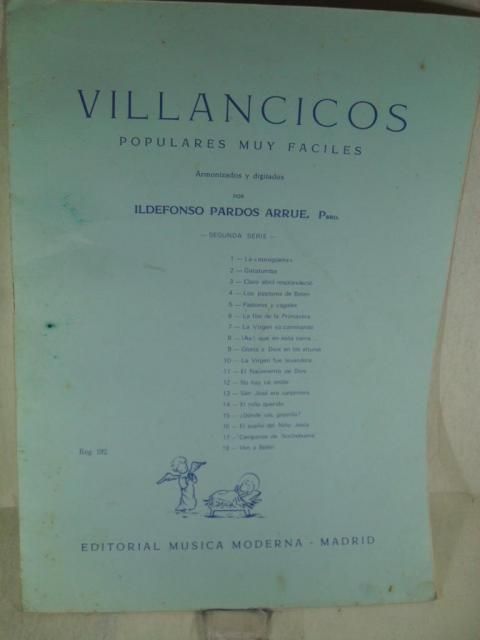 VILLANCICOS
POPULARES MUY FACILES
Armonizados y digitados
POR
ILDEFONSO PARDOS ARRUE, PBRO.
— SEGUNDA SERIE —
1 — La
2 — Gatatumba
3 — Claro abril resplandeció
4 — Los pastores de Belén
5 — Pastores y zagales
6 — La flor de la Primavera
7 — La Virgen va caminando
8 — ¡Ay! que en esta tierra...
9 — Gloria a Dios en las alturas
10 — La Virgen fue lavandera
11 — El Nacimiento de Dios
12 — No hay tal andar
13 — San José era carpintero
14 — El niño querido
15 — ¿Dónde vas, pastorcillo?
16 — El sueño del Niño Jesús
17 — Campanas de Nochebuena
18 — Ven a Belén
Reg. 192
EDITORIAL MUSICA MODERNA - MADRID